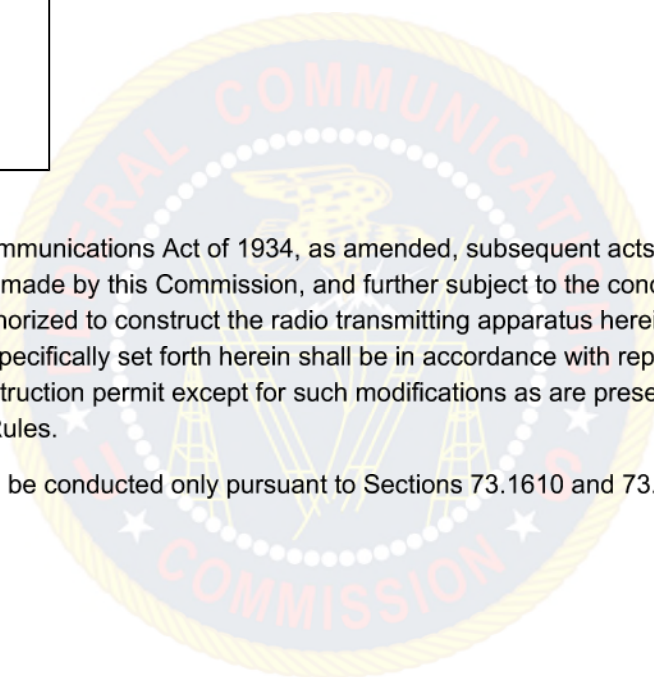 mmunications Act of 1934, as amended, subsequent acts
made by this Commission, and further subject to the conc
horized to construct the radio transmitting apparatus herei
pecifically set forth herein shall be in accordance with rep
truction permit except for such modifications as are prese
Rules.
be conducted only pursuant to Sections 73.1610 and 73.
FEDERAL COMMUNICATIONS
COMMISSION
U S